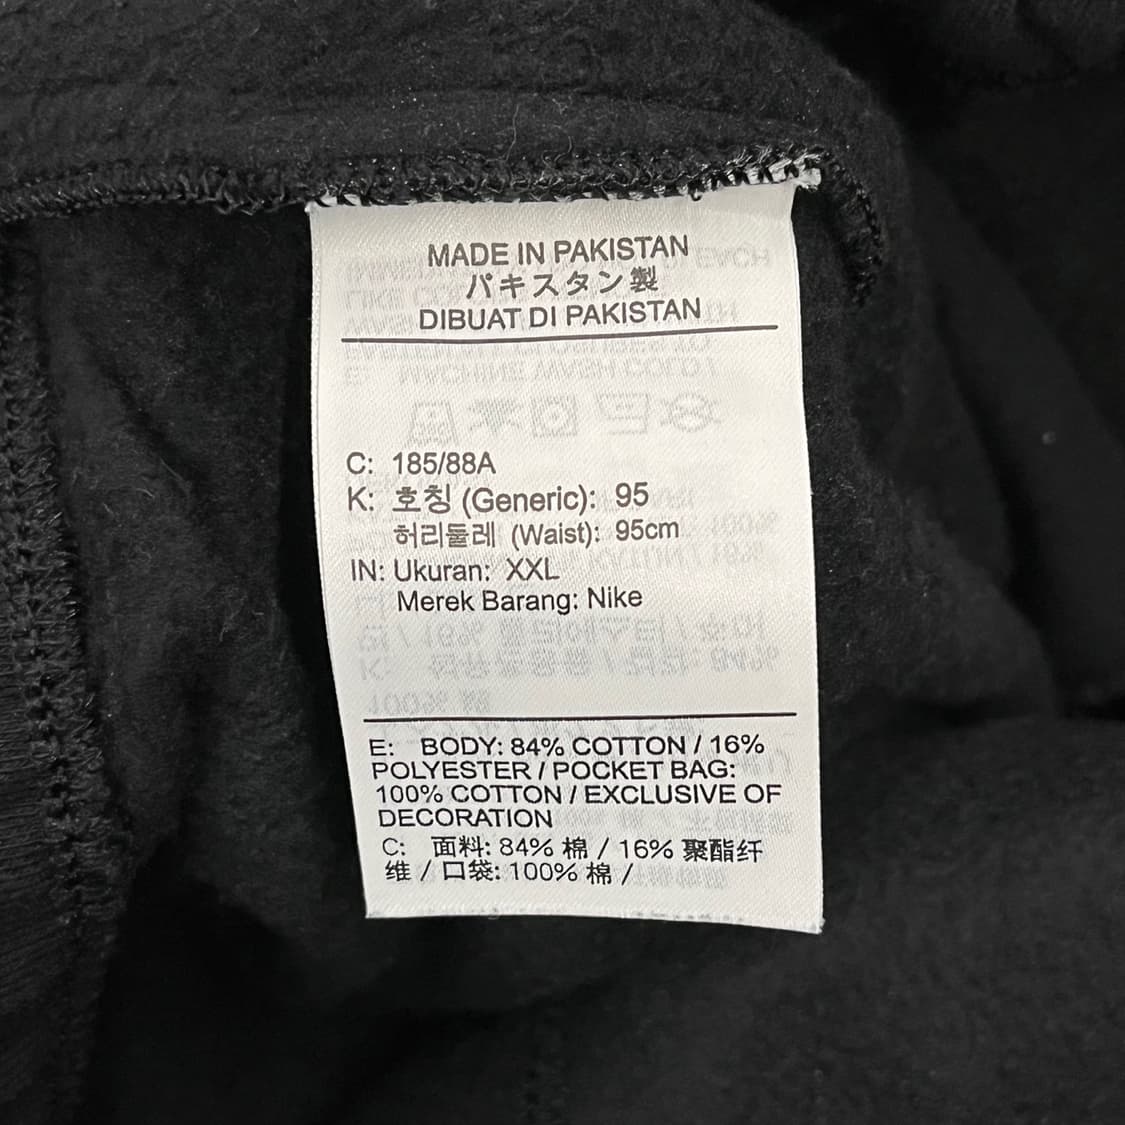 MADE IN PAKISTAN
パキスタン製
DIBUAT DI PAKISTAN
C: 185/88A
K: 호칭 (Generic): 95
허리둘레 (Waist): 95cm
IN: Ukuran: XXL
Merek Barang: Nike
E: BODY: 84% COTTON / 16%
POLYESTER / POCKET BAG:
100% COTTON / EXCLUSIVE OF
DECORATION
C: 面料: 84% 棉 / 16% 聚酯纤
维 / 口袋: 100% 棉 /